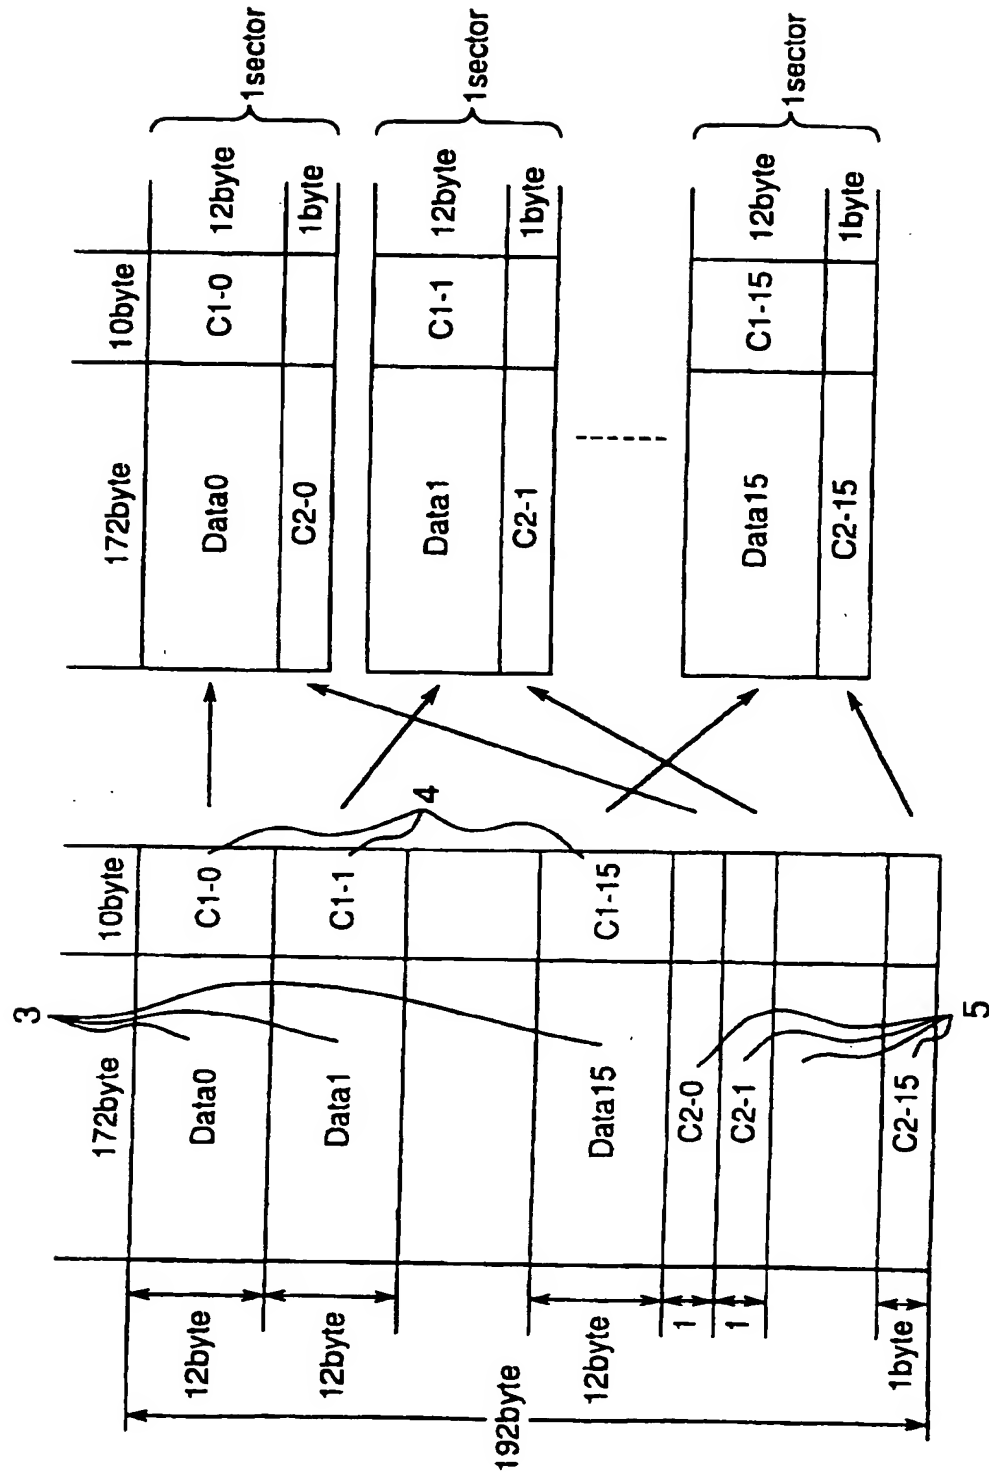 172byte
10byte
Data0
C1-0
12byte
1sector
C2-0
1byte
Data1
C1-1
12byte
1sector
C2-1
1byte
Data15
C1-15
12byte
1sector
C2-15
1byte
3
172byte
10byte
12byte
Data0
C1-0
4
12byte
Data1
C1-1
192byte
12byte
Data15
C1-15
1
C2-0
1
C2-1
1byte
C2-15
5